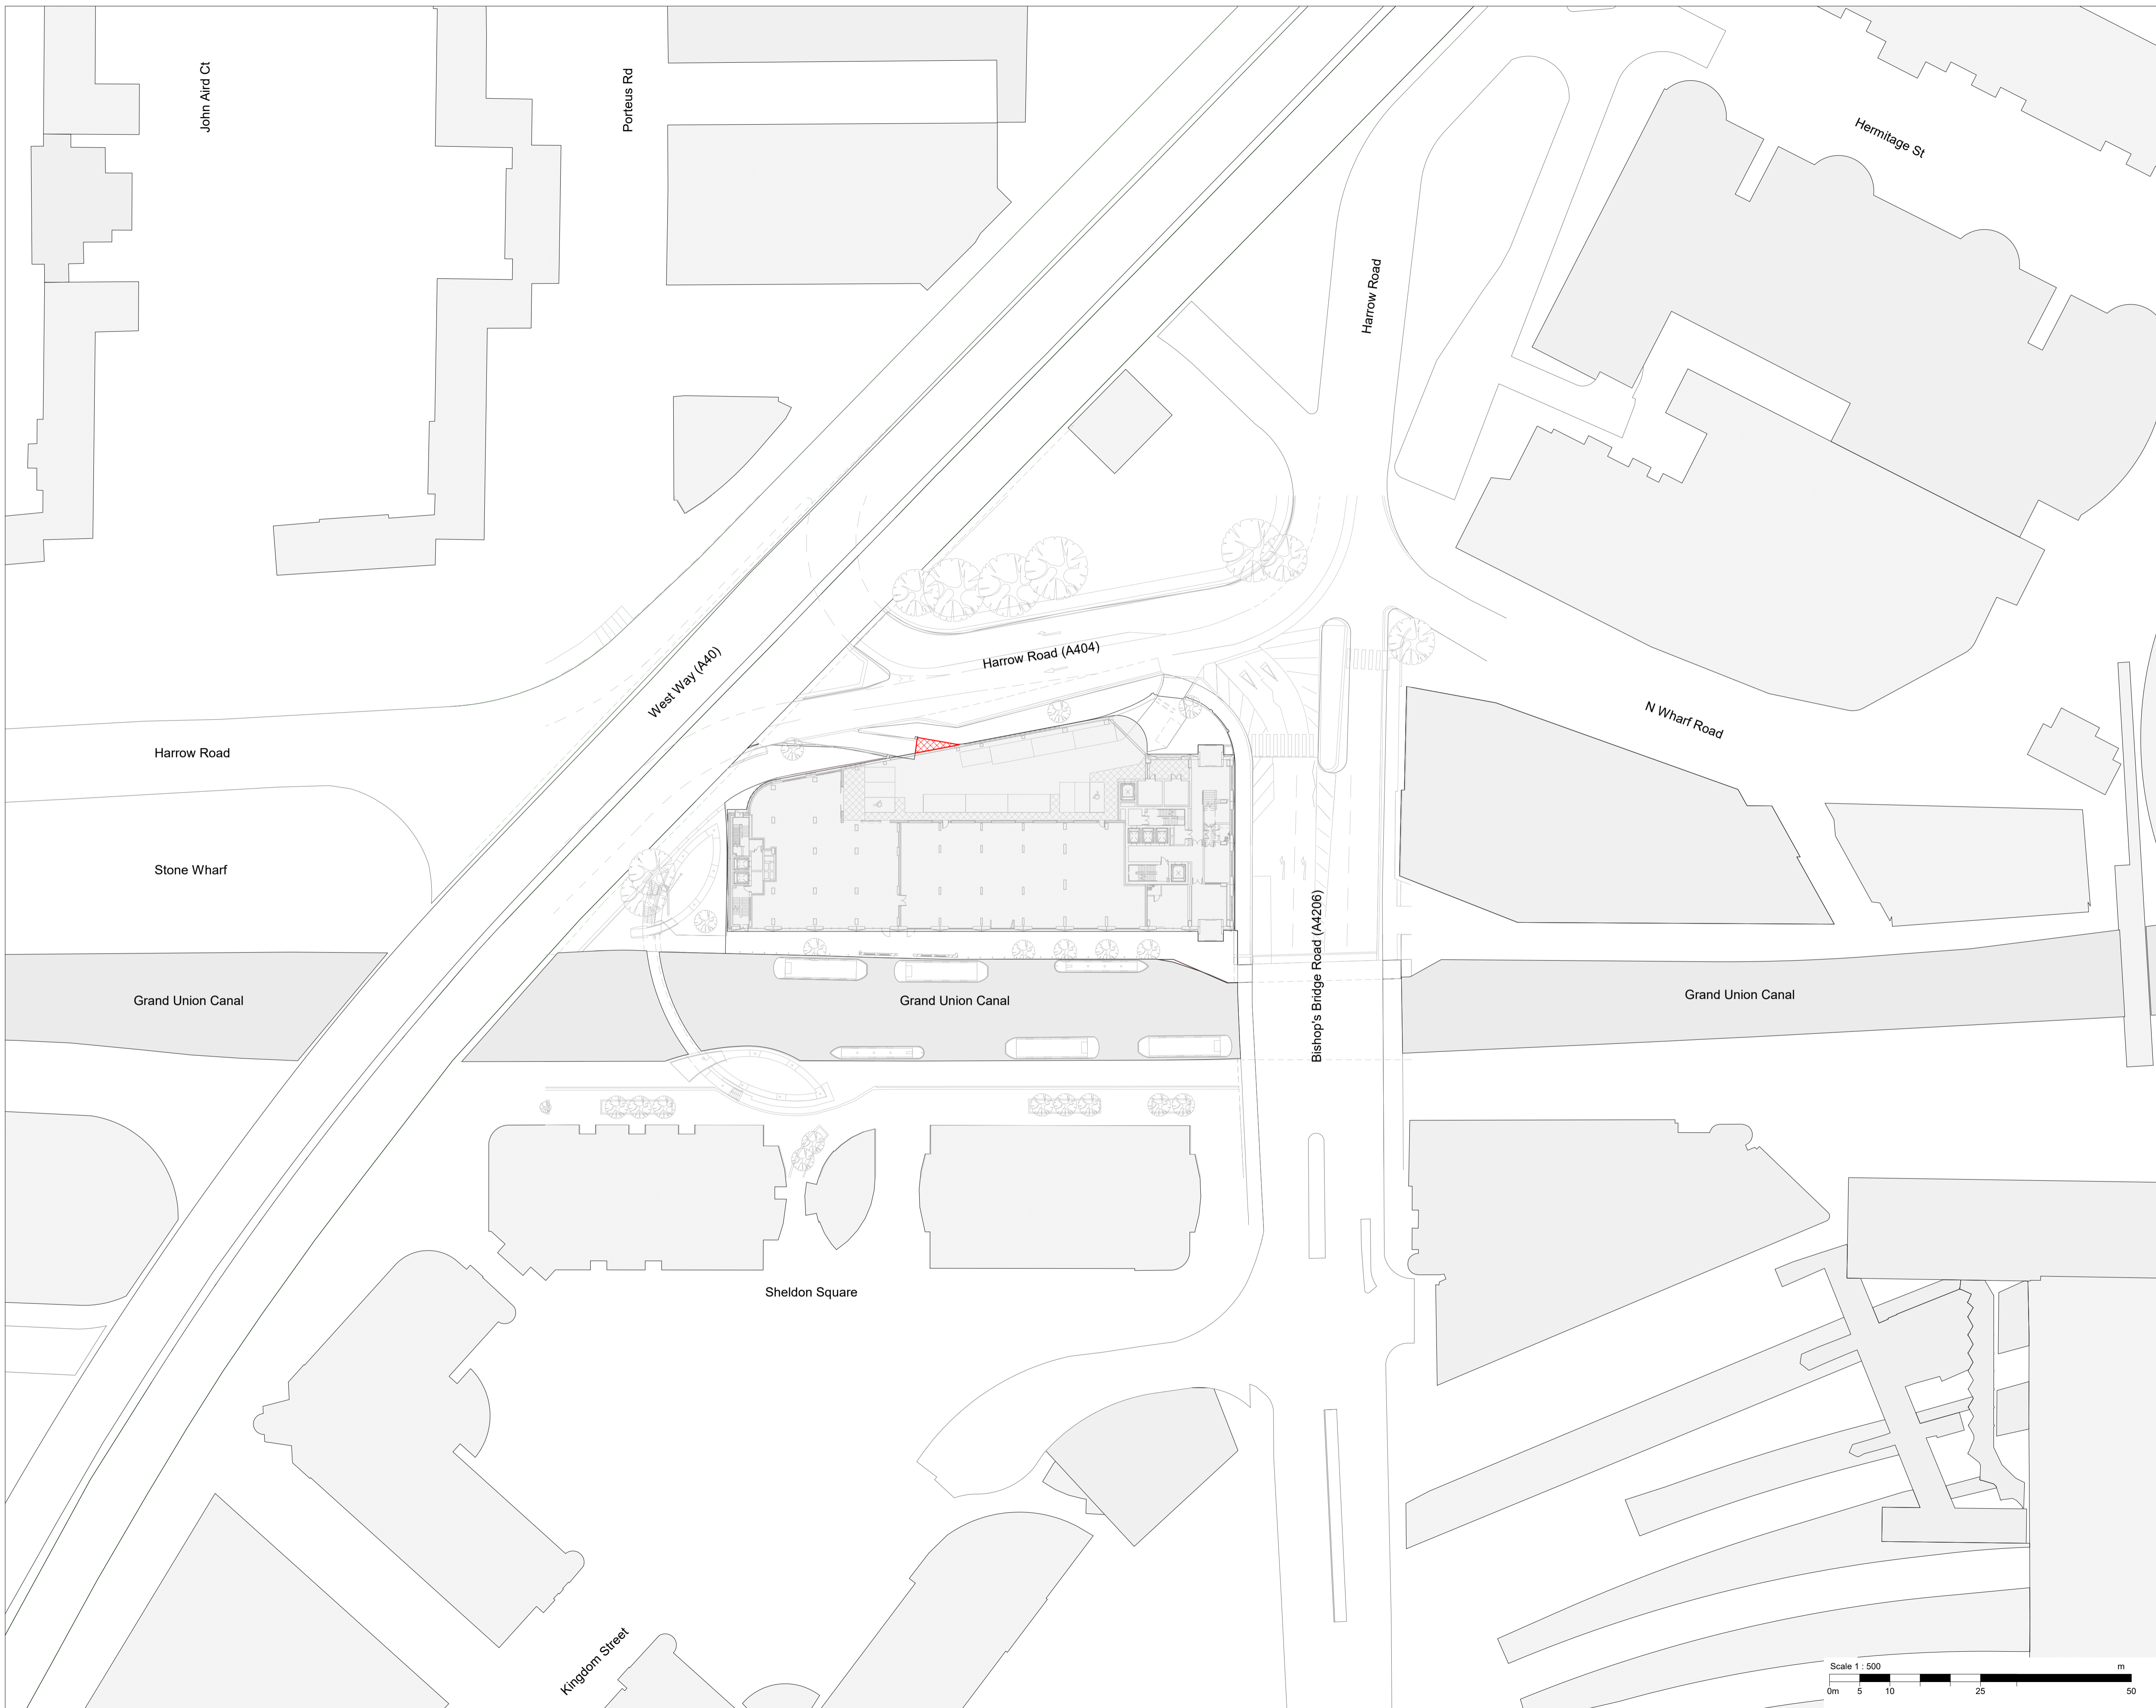 John Aird Ct
Porteus Rd
Hermitage St
Harrow Road
Harrow Road (A404)
West Way (A40)
N Wharf Road
Harrow Road
Stone Wharf
Bishop's Bridge Road (A4206)
Grand Union Canal
Grand Union Canal
Grand Union Canal
Sheldon Square
Kingdom Street
Scale 1 : 500
m
0m 5 10 25 50